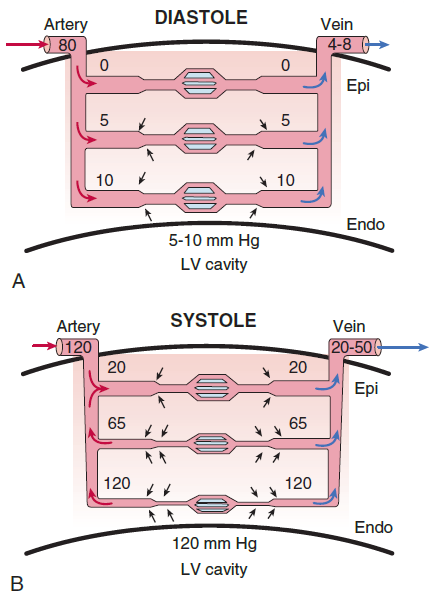 DIASTOLE
Artery
Vein
80
4-8
0
0
Epi
5
5
10
10
Endo
5-10 mm Hg
LV cavity
A
SYSTOLE
Artery
Vein
120
20-50
20
20
Epi
65
65
120
120
Endo
120 mm Hg
LV cavity
B